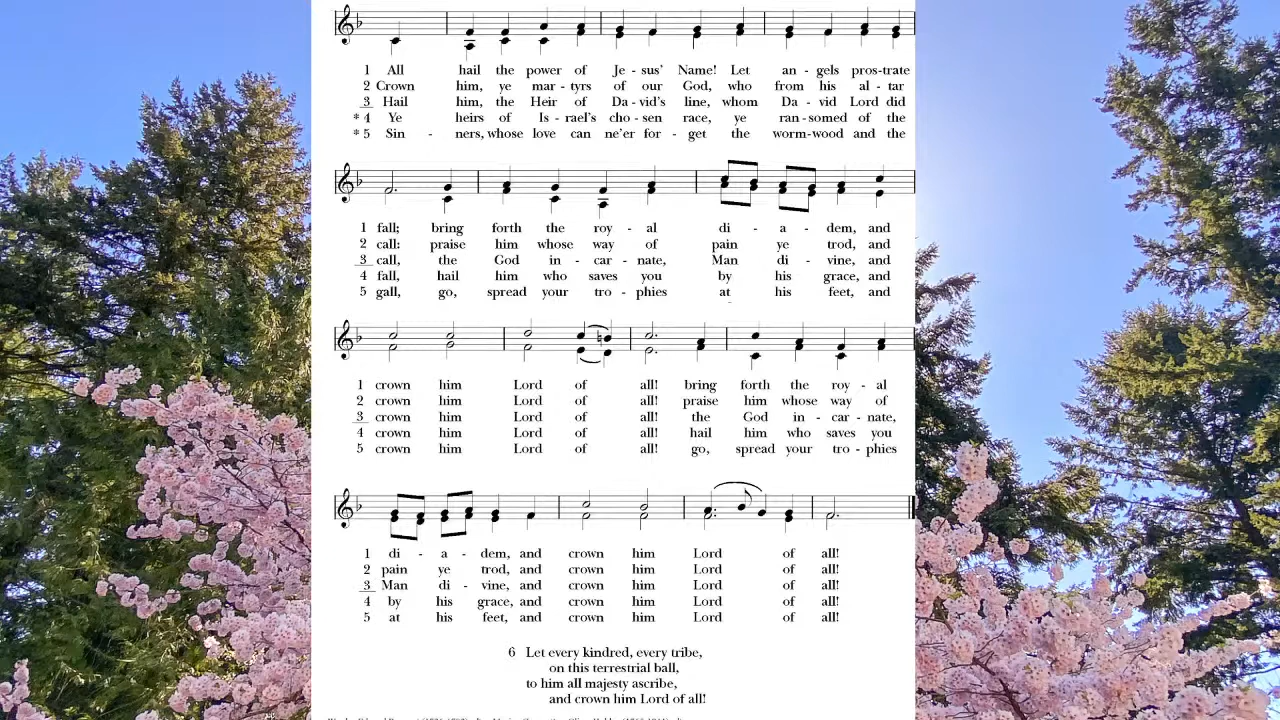 1 All hail the power of Je - sus' Name! Let an - gels pros-trate
2 Crown him, ye mar - tyrs of our God, who from his al - tar
3 Hail him, the Heir of Da - vid's line, whom Da - vid Lord did
* 4 Ye heirs of Is - rael's cho - sen race, ye ran - somed of the
* 5 Sin - ners, whose love can ne'er for - get the worm - wood and the
1 fall; bring forth the roy - al di - a - dem, and
2 call: praise him whose way of pain ye trod, and
3 call, the God in - car - nate, Man di - vine, and
4 fall, hail him who saves you by his grace, and
5 gall, go, spread your tro - phies at his feet, and
1 crown him Lord of all! bring forth the roy - al
2 crown him Lord of all! praise him whose way of
3 crown him Lord of all! the God in - car - nate,
4 crown him Lord of all! hail him who saves you
5 crown him Lord of all! go, spread your tro - phies
1 di - a - dem, and crown him Lord of all!
2 pain ye trod, and crown him Lord of all!
3 Man di - vine, and crown him Lord of all!
4 by his grace, and crown him Lord of all!
5 at his feet, and crown him Lord of all!
6 Let every kindred, every tribe,
on this terrestrial ball,
to him all majesty ascribe,
and crown him Lord of all!